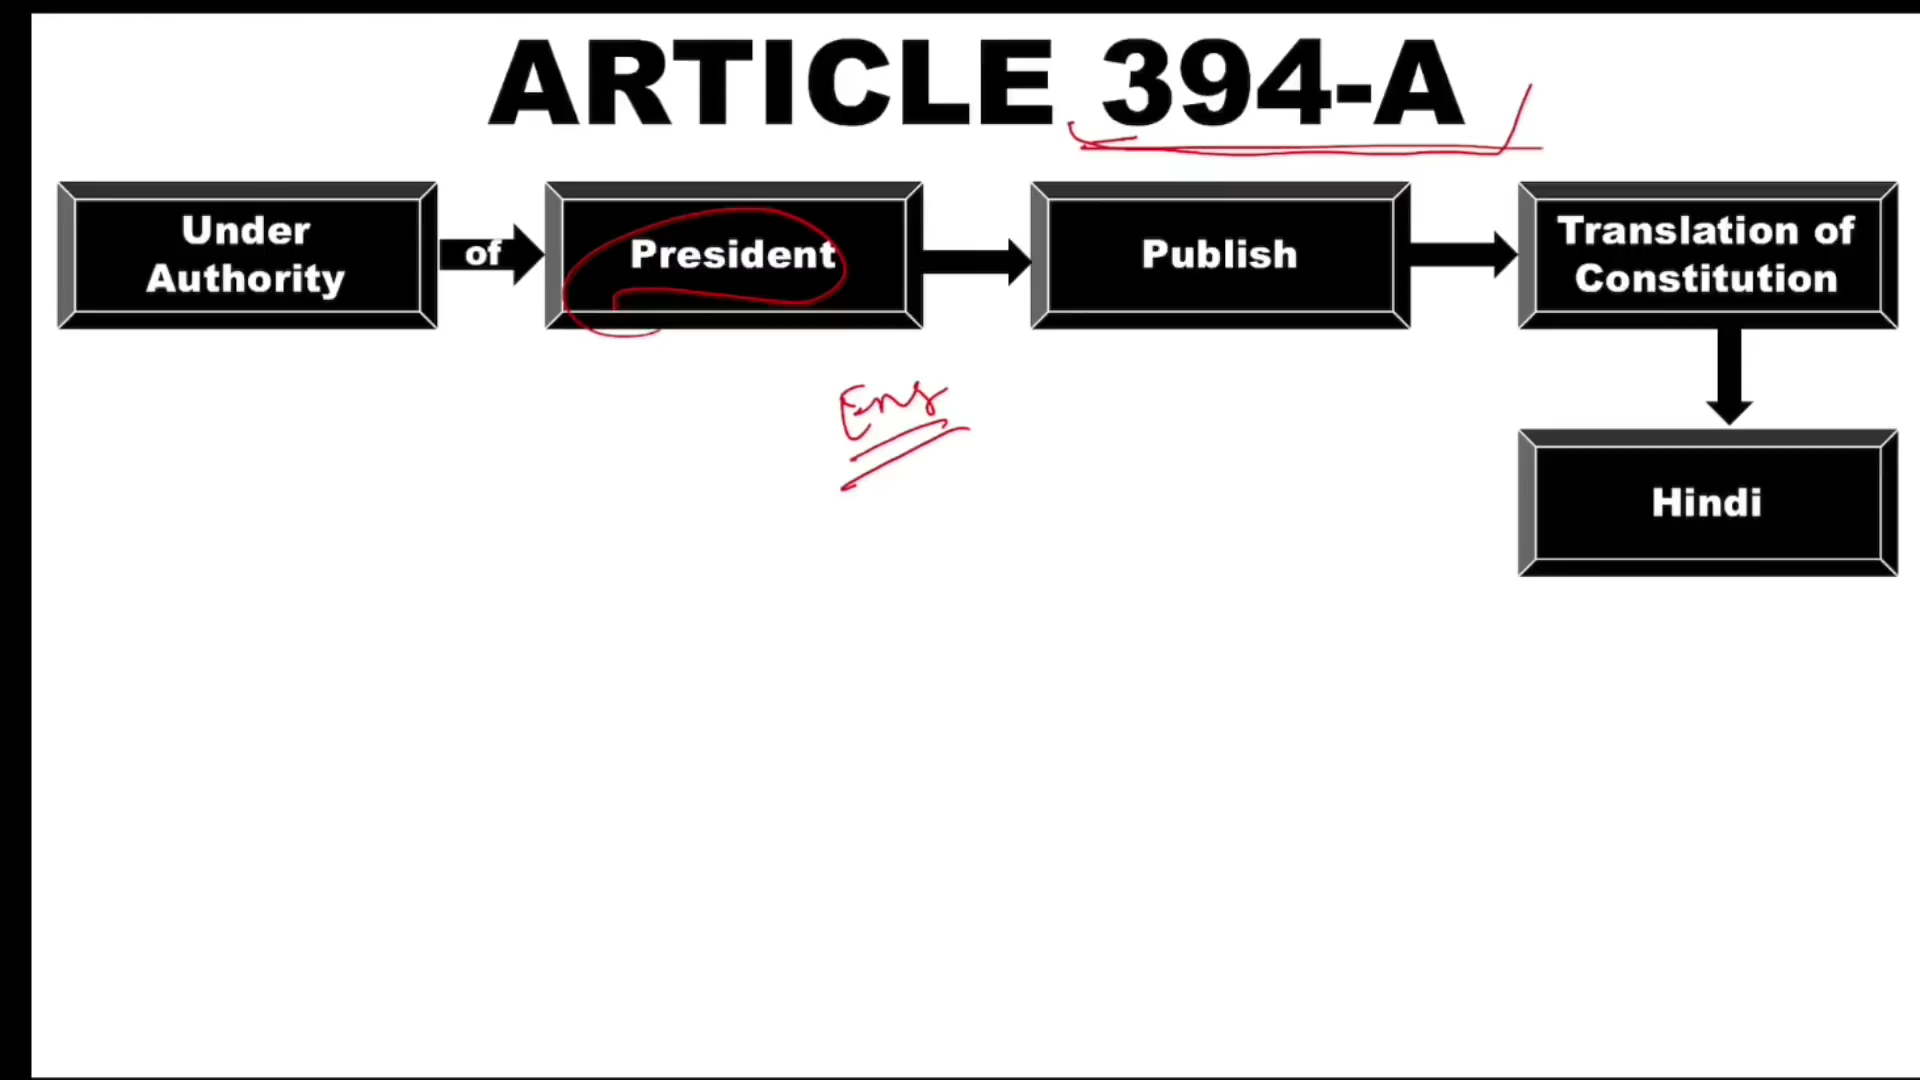 ARTICLE 394-A
Under
Authority
of
President
Publish
Translation of
Constitution
Eng
Hindi